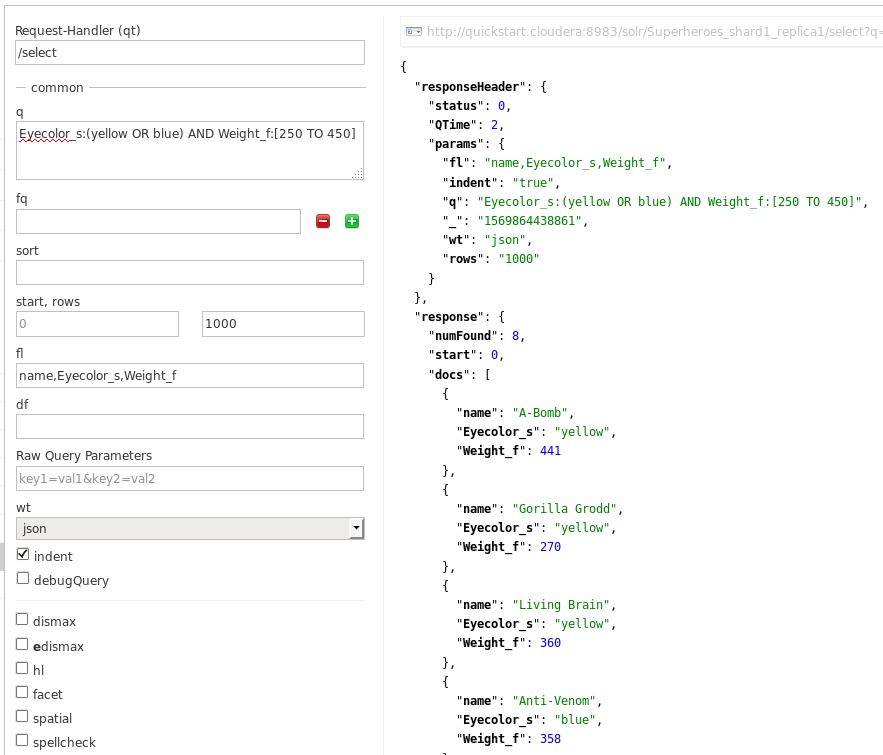 Request-Handler (qt)
/select
common
q
Eyecolor_s:(yellow OR blue) AND Weight_f:[250 TO 450]
fq
sort
start, rows
0
1000
fl
name,Eyecolor_s,Weight_f
df
Raw Query Parameters
key1=val1&key2=val2
wt
json
indent
debugQuery
dismax
edismax
hl
facet
spatial
spellcheck
http://quickstart.cloudera:8983/solr/Superheroes_shard1_replica1/select?q=
{
"responseHeader": {
"status": 0,
"QTime": 2,
"params": {
"fl": "name,Eyecolor_s,Weight_f",
"indent": "true",
"q": "Eyecolor_s:(yellow OR blue) AND Weight_f:[250 TO 450]",
"_": "1569864438861",
"wt": "json",
"rows": "1000"
}
},
"response": {
"numFound": 8,
"start": 0,
"docs": [
{
"name": "A-Bomb",
"Eyecolor_s": "yellow",
"Weight_f": 441
},
{
"name": "Gorilla Grodd",
"Eyecolor_s": "yellow",
"Weight_f": 270
},
{
"name": "Living Brain",
"Eyecolor_s": "yellow",
"Weight_f": 360
},
{
"name": "Anti-Venom",
"Eyecolor_s": "blue",
"Weight_f": 358